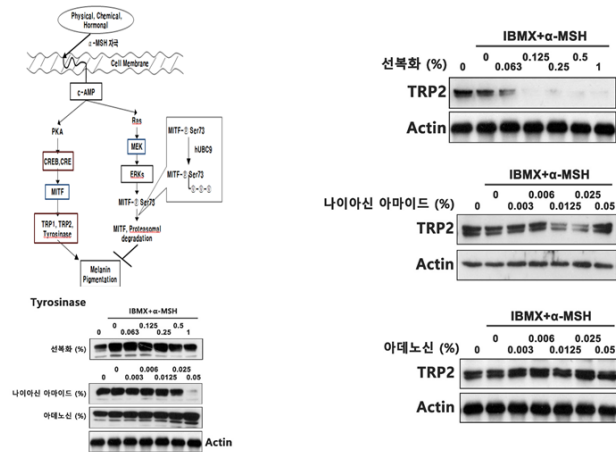 Physical, Chemical,
Hormonal
α-MSH 자극
Cell Membrane
c-AMP
PKA
Ras
CREB,CRE
MEK
MITF
ERKs
TRP1, TRP2,
Tyrosinase
MITF-Ⓟ Ser73
MITF, Proteasomal
degradation
Melanin
Pigmentation
MITF-Ⓟ Ser73
hUBC9
MITF-Ⓟ Ser73
Tyrosinase
IBMX+α-MSH
0 0.125 0.5
0 0.063 0.25 1
선복화 (%)
0 0.006 0.025
0 0.003 0.0125 0.05
나이아신 아마이드 (%)
아데노신 (%)
Actin
IBMX+α-MSH
0 0.125 0.5
선복화 (%) 0 0.063 0.25 1
TRP2
Actin
IBMX+α-MSH
0 0.006 0.025
나이아신 아마이드 (%) 0 0.003 0.0125 0.05
TRP2
Actin
IBMX+α-MSH
0 0.006 0.025
아데노신 (%) 0 0.003 0.0125 0.05
TRP2
Actin